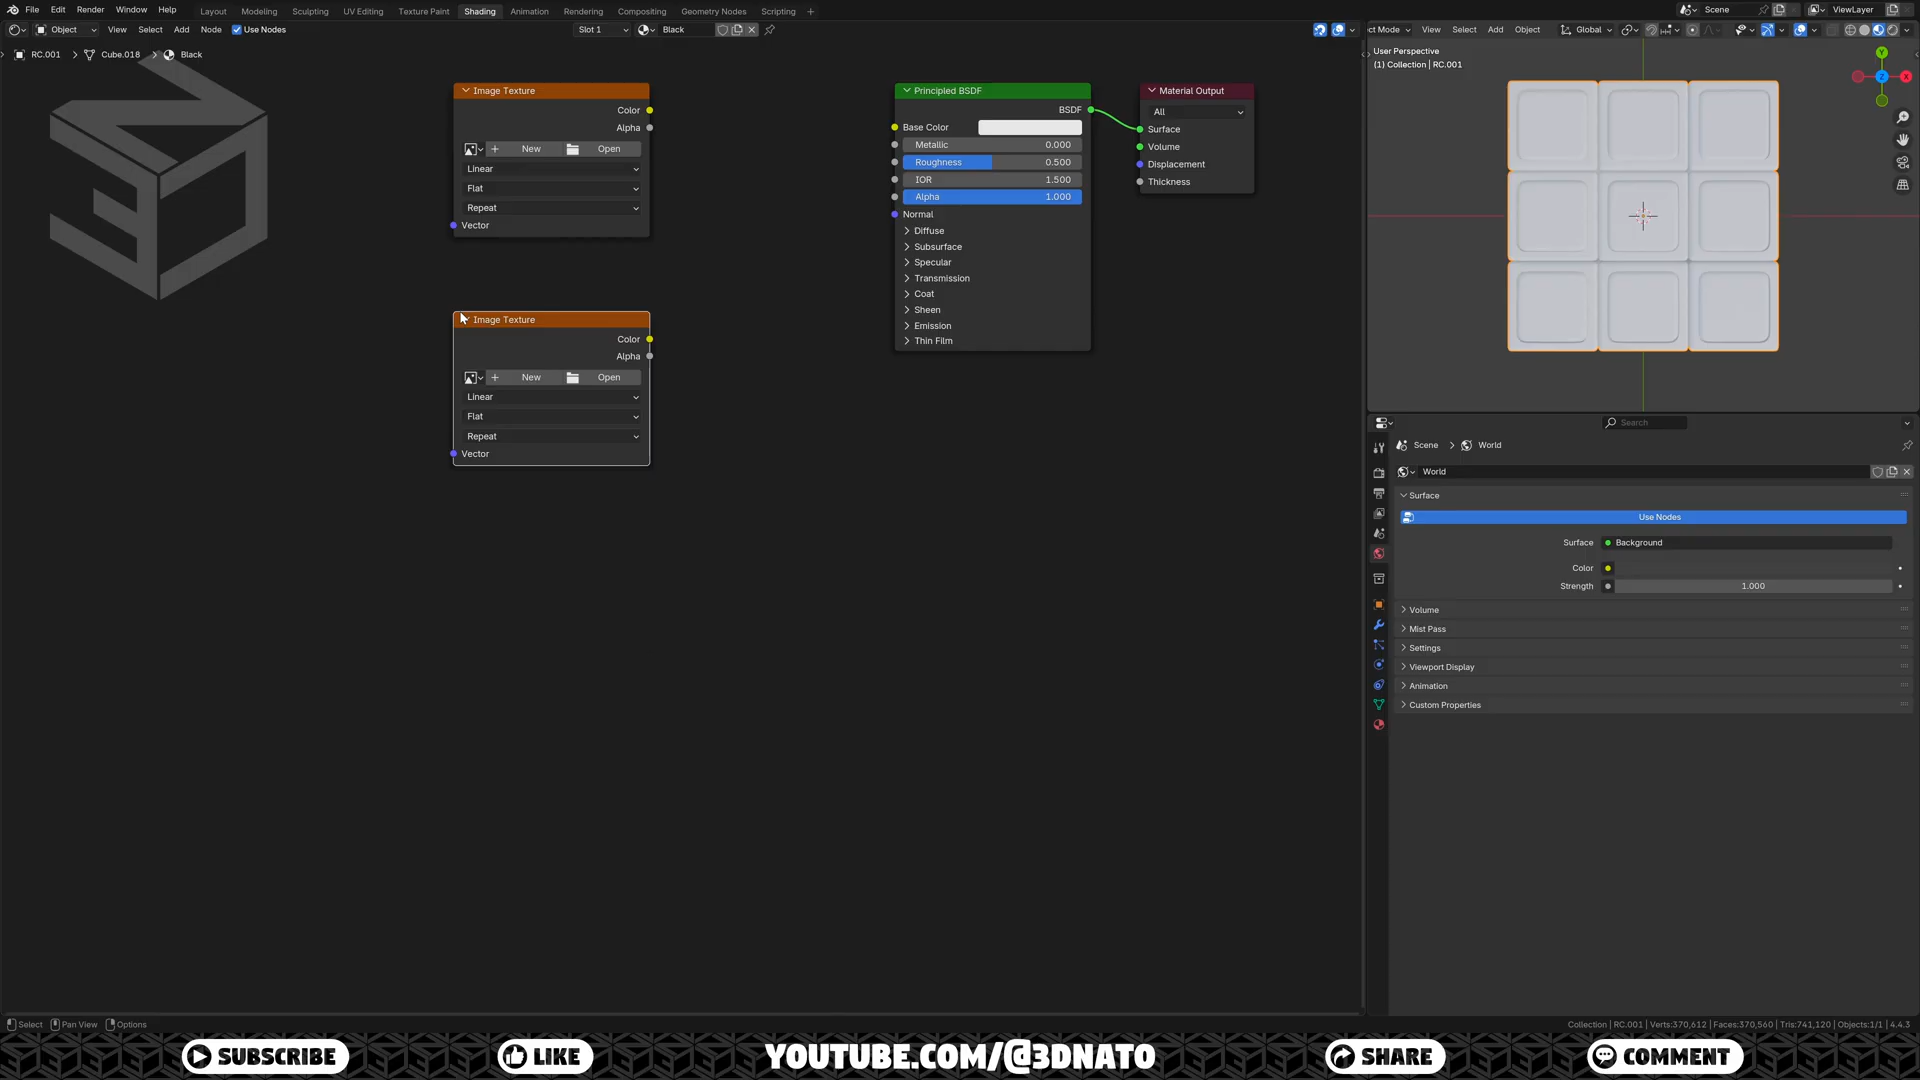 File Edit Render Window Help Layout Modeling Sculpting UV Editing Texture Paint Shading Animation Rendering Compositing Geometry Nodes Scripting + Scene ViewLayer
Object View Select Add Node Use Nodes Slot 1 Black ct Mode View Select Add Object Global
RC.001 > Cube.018 > Black
User Perspective
(1) Collection | RC.001
Y
X
Z
Image Texture
Color
Alpha
New Open
Linear
Flat
Repeat
Vector
Image Texture
Color
Alpha
New Open
Linear
Flat
Repeat
Vector
Principled BSDF
BSDF
Base Color
Metallic 0.000
Roughness 0.500
IOR 1.500
Alpha 1.000
Normal
Diffuse
Subsurface
Specular
Transmission
Coat
Sheen
Emission
Thin Film
Material Output
All
Surface
Volume
Displacement
Thickness
Search
Scene > World
World
Surface
Use Nodes
Surface Background
Color
Strength 1.000
Volume
Mist Pass
Settings
Viewport Display
Animation
Custom Properties
Select Pan View Options
Collection | RC.001 | Verts:370,612 | Faces:370,560 | Tris:741,120 | Objects:1/1 | 4.4.3
SUBSCRIBE LIKE YOUTUBE.COM/@3DNATO SHARE COMMENT